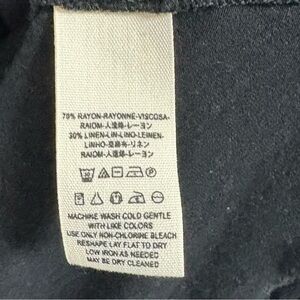 70% RAYON-RAYONNE-VISCOSA-
RAIOM-人造絲-レーヨン
30% LINEN-LIN-LINO-LEINEN-
LINHO-亚麻布-リネン
RAIOM-人造絲-レーヨン
MACHINE WASH COLD GENTLE
WITH LIKE COLORS
USE ONLY NON-CHLORINE BLEACH
RESHAPE LAY FLAT TO DRY
LOW IRON AS NEEDED
MAY BE DRY CLEANED